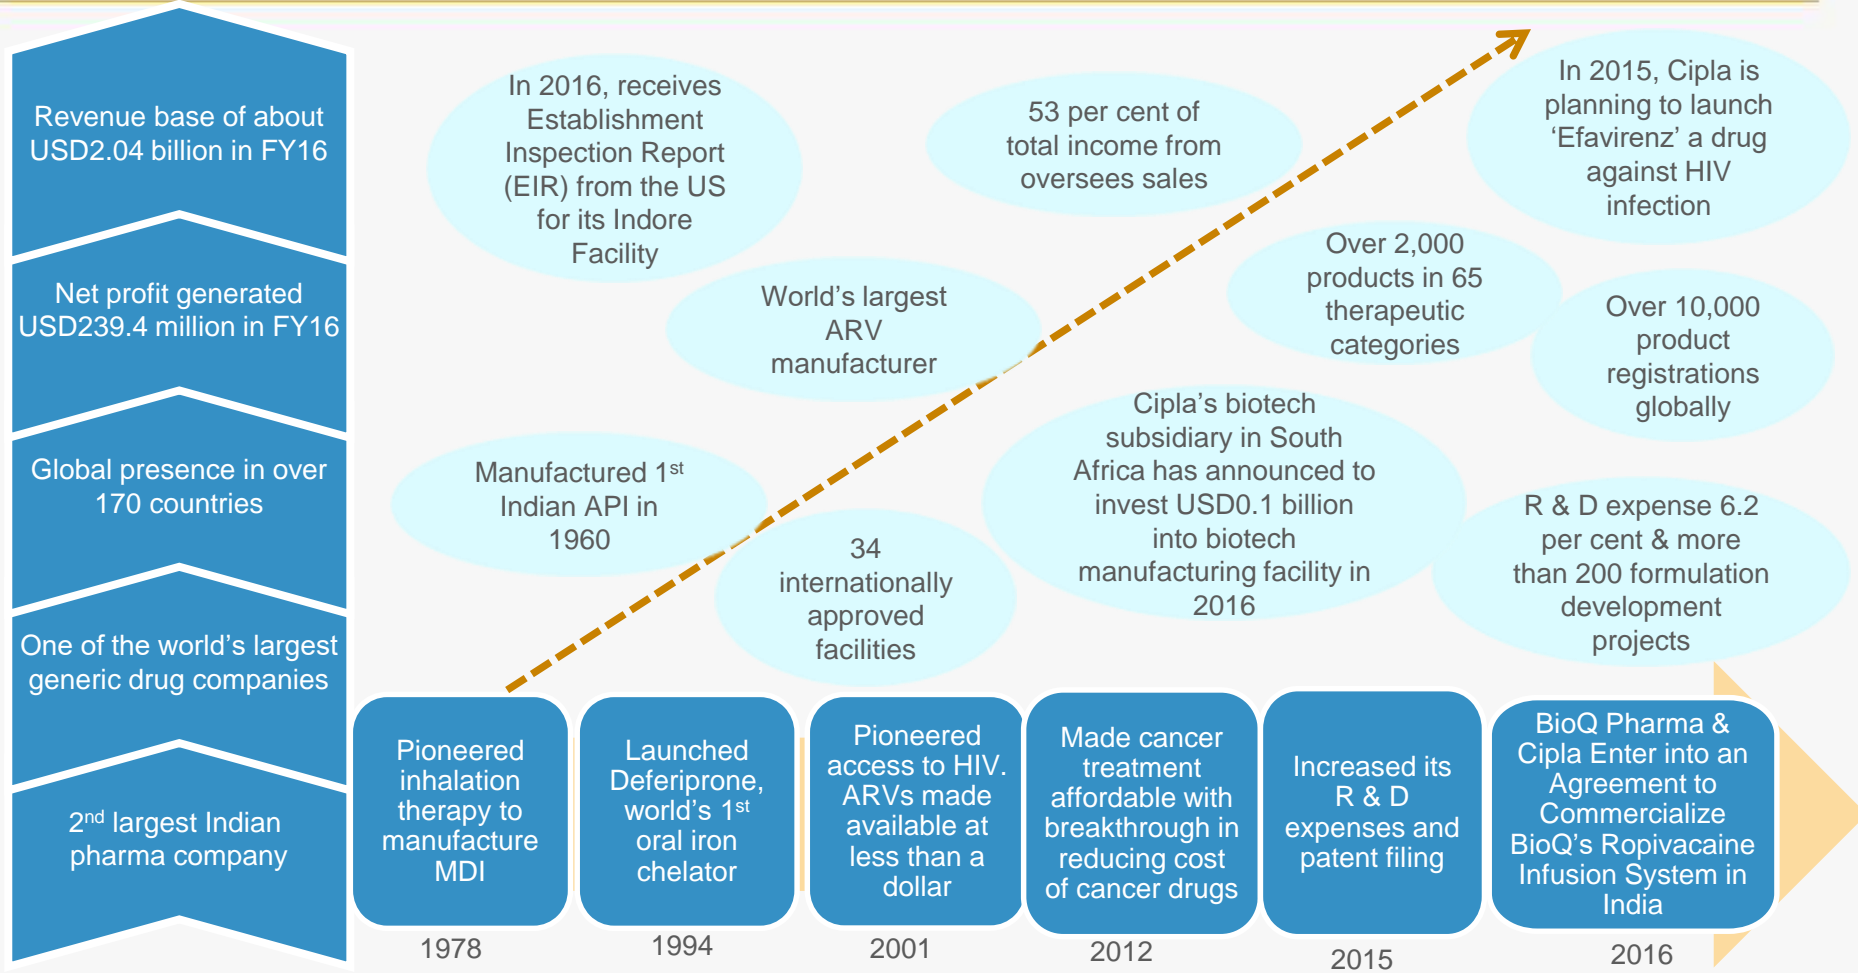 Revenue base of about
USD2.04 billion in FY16
Net profit generated
USD239.4 million in FY16
Global presence in over
170 countries
One of the world’s largest
generic drug companies
2nd largest Indian
pharma company
In 2016, receives
Establishment
Inspection Report
(EIR) from the US
for its Indore
Facility
53 per cent of
total income from
oversees sales
In 2015, Cipla is
planning to launch
‘Efavirenz’ a drug
against HIV
infection
World’s largest
ARV
manufacturer
Over 2,000
products in 65
therapeutic
categories
Over 10,000
product
registrations
globally
Manufactured 1st
Indian API in
1960
34
internationally
approved
facilities
Cipla’s biotech
subsidiary in South
Africa has announced to
invest USD0.1 billion
into biotech
manufacturing facility in
2016
R & D expense 6.2
per cent & more
than 200 formulation
development
projects
Pioneered
inhalation
therapy to
manufacture
MDI
1978
Launched
Deferiprone,
world’s 1st
oral iron
chelator
1994
Pioneered
access to HIV.
ARVs made
available at
less than a
dollar
2001
Made cancer
treatment
affordable with
breakthrough in
reducing cost
of cancer drugs
2012
Increased its
R & D
expenses and
patent filing
2015
BioQ Pharma &
Cipla Enter into an
Agreement to
Commercialize
BioQ’s Ropivacaine
Infusion System in
India
2016